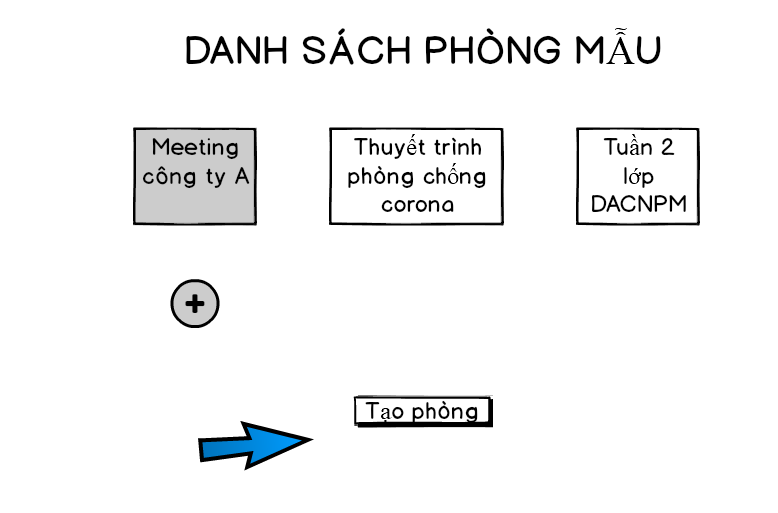 DANH SÁCH PHÒNG MẪU
Meeting
công ty A
Thuyết trình
phòng chống
corona
Tuần 2
lớp
DACNPM
+
Tạo phòng